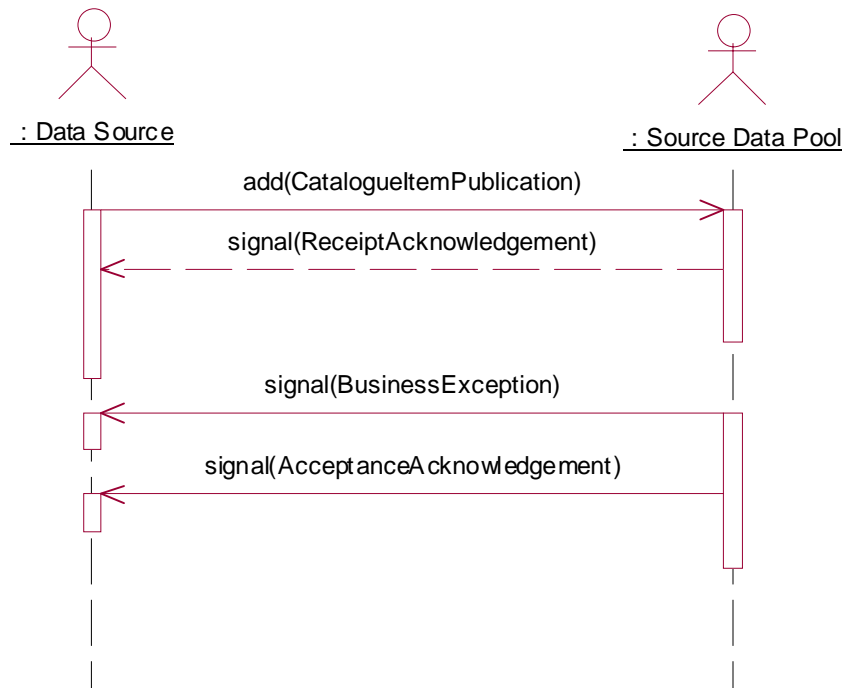 : Data Source
: Source Data Pool
add(CatalogueItemPublication)
signal(ReceiptAcknowledgement)
signal(BusinessException)
signal(AcceptanceAcknowledgement)